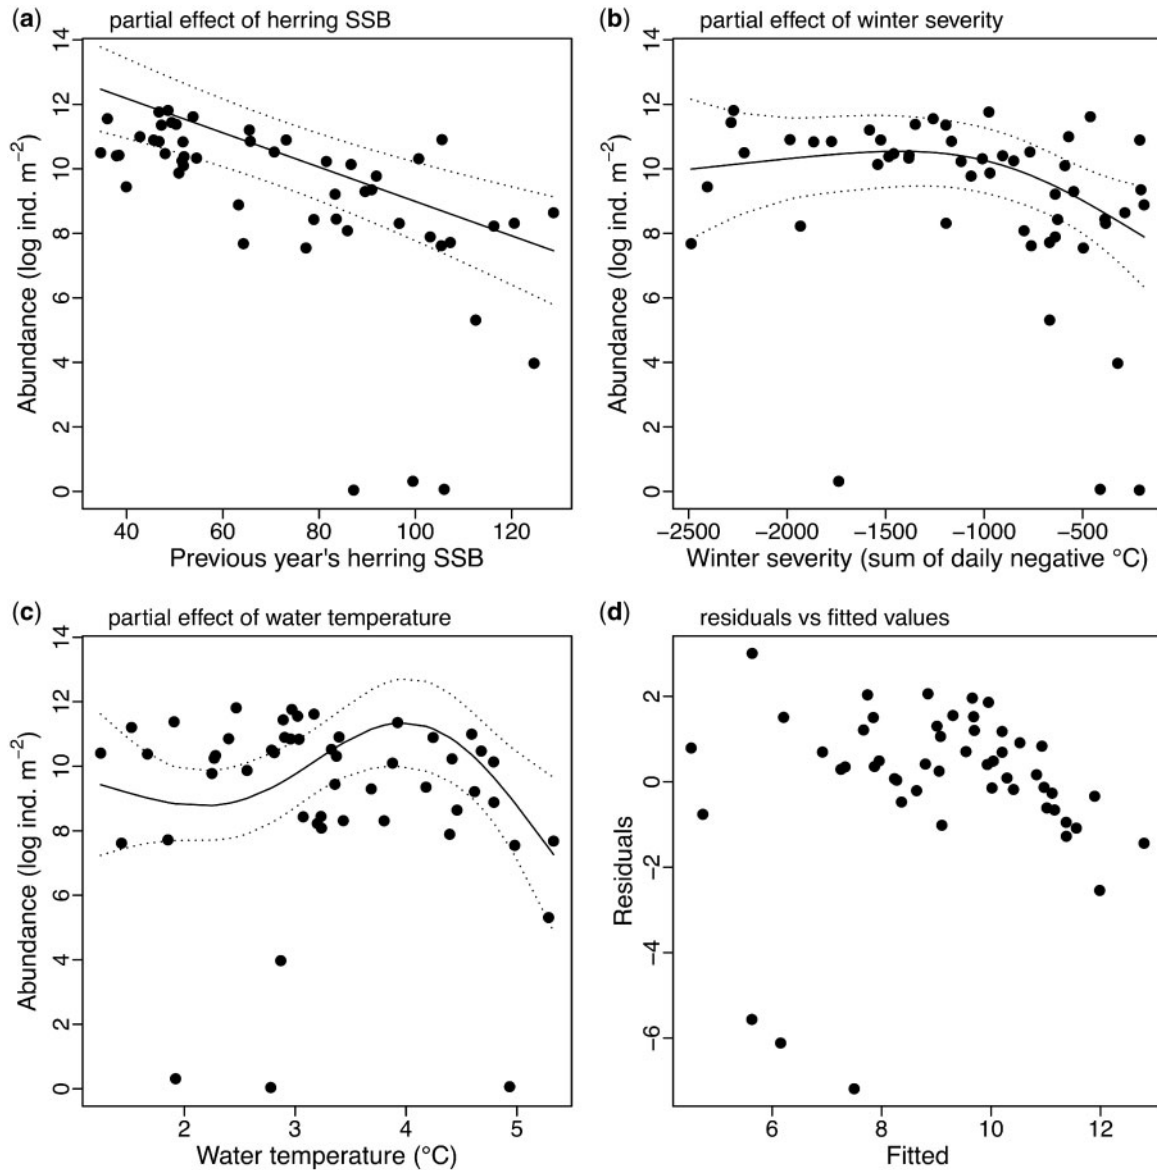 (a) partial effect of herring SSB
14
12
10
8
6
4
2
0
Abundance (log ind. m−2)
40 60 80 100 120
Previous year's herring SSB
(b) partial effect of winter severity
14
12
10
8
6
4
2
0
Abundance (log ind. m−2)
−2500 −2000 −1500 −1000 −500
Winter severity (sum of daily negative °C)
(c) partial effect of water temperature
14
12
10
8
6
4
2
0
Abundance (log ind. m−2)
2 3 4 5
Water temperature (°C)
(d) residuals vs fitted values
2
0
−2
−4
−6
Residuals
6 8 10 12
Fitted